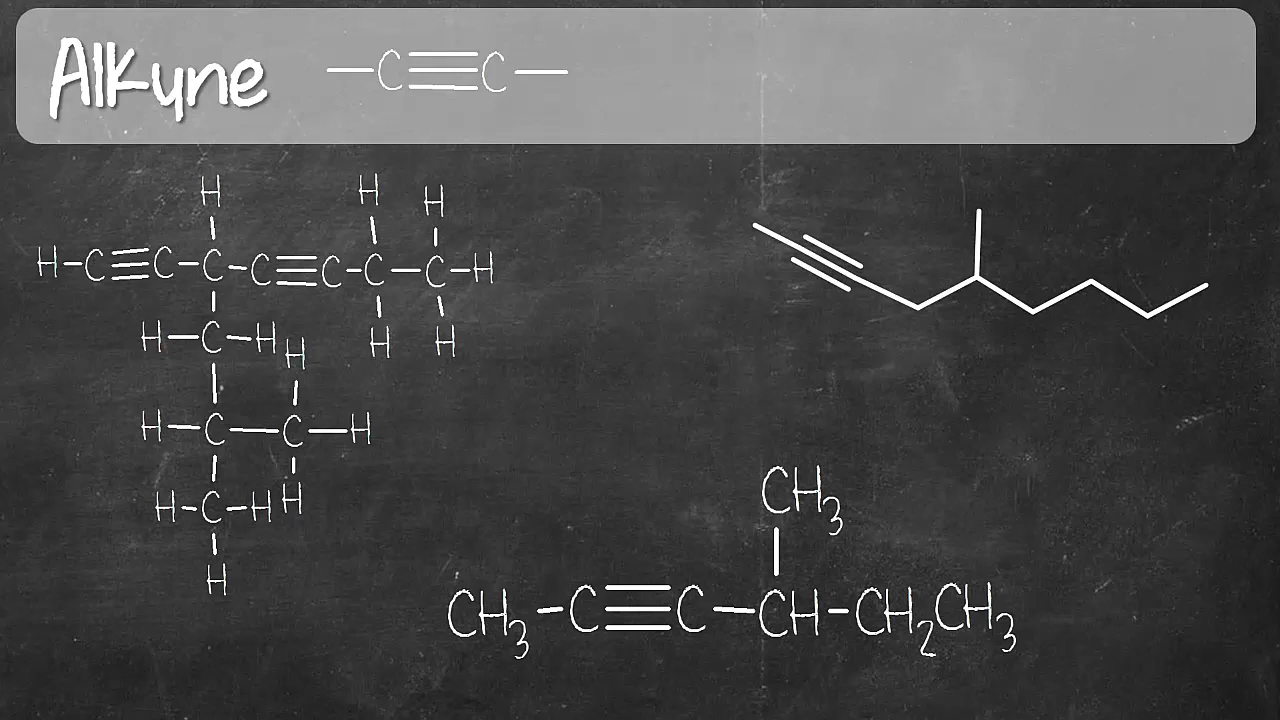 Alkyne —C≡C—
H H H
H–C≡C–C–C≡C–C–C–H
H–C–H H H
H
H–C–C–H
H–C–H H
H
CH₃
CH₃–C≡C–CH–CH₂CH₃